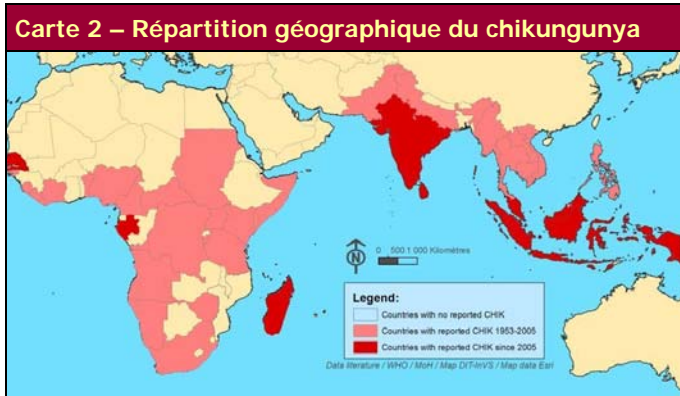 Carte 2 – Répartition géographique du chikungunya
0 500 1 000 Kilomètres
N
Legend:
Countries with no reported CHIK
Countries with reported CHIK 1953-2005
Countries with reported CHIK since 2005
Data literature / WHO / MoH / Map DIT-InVS / Map data Esri